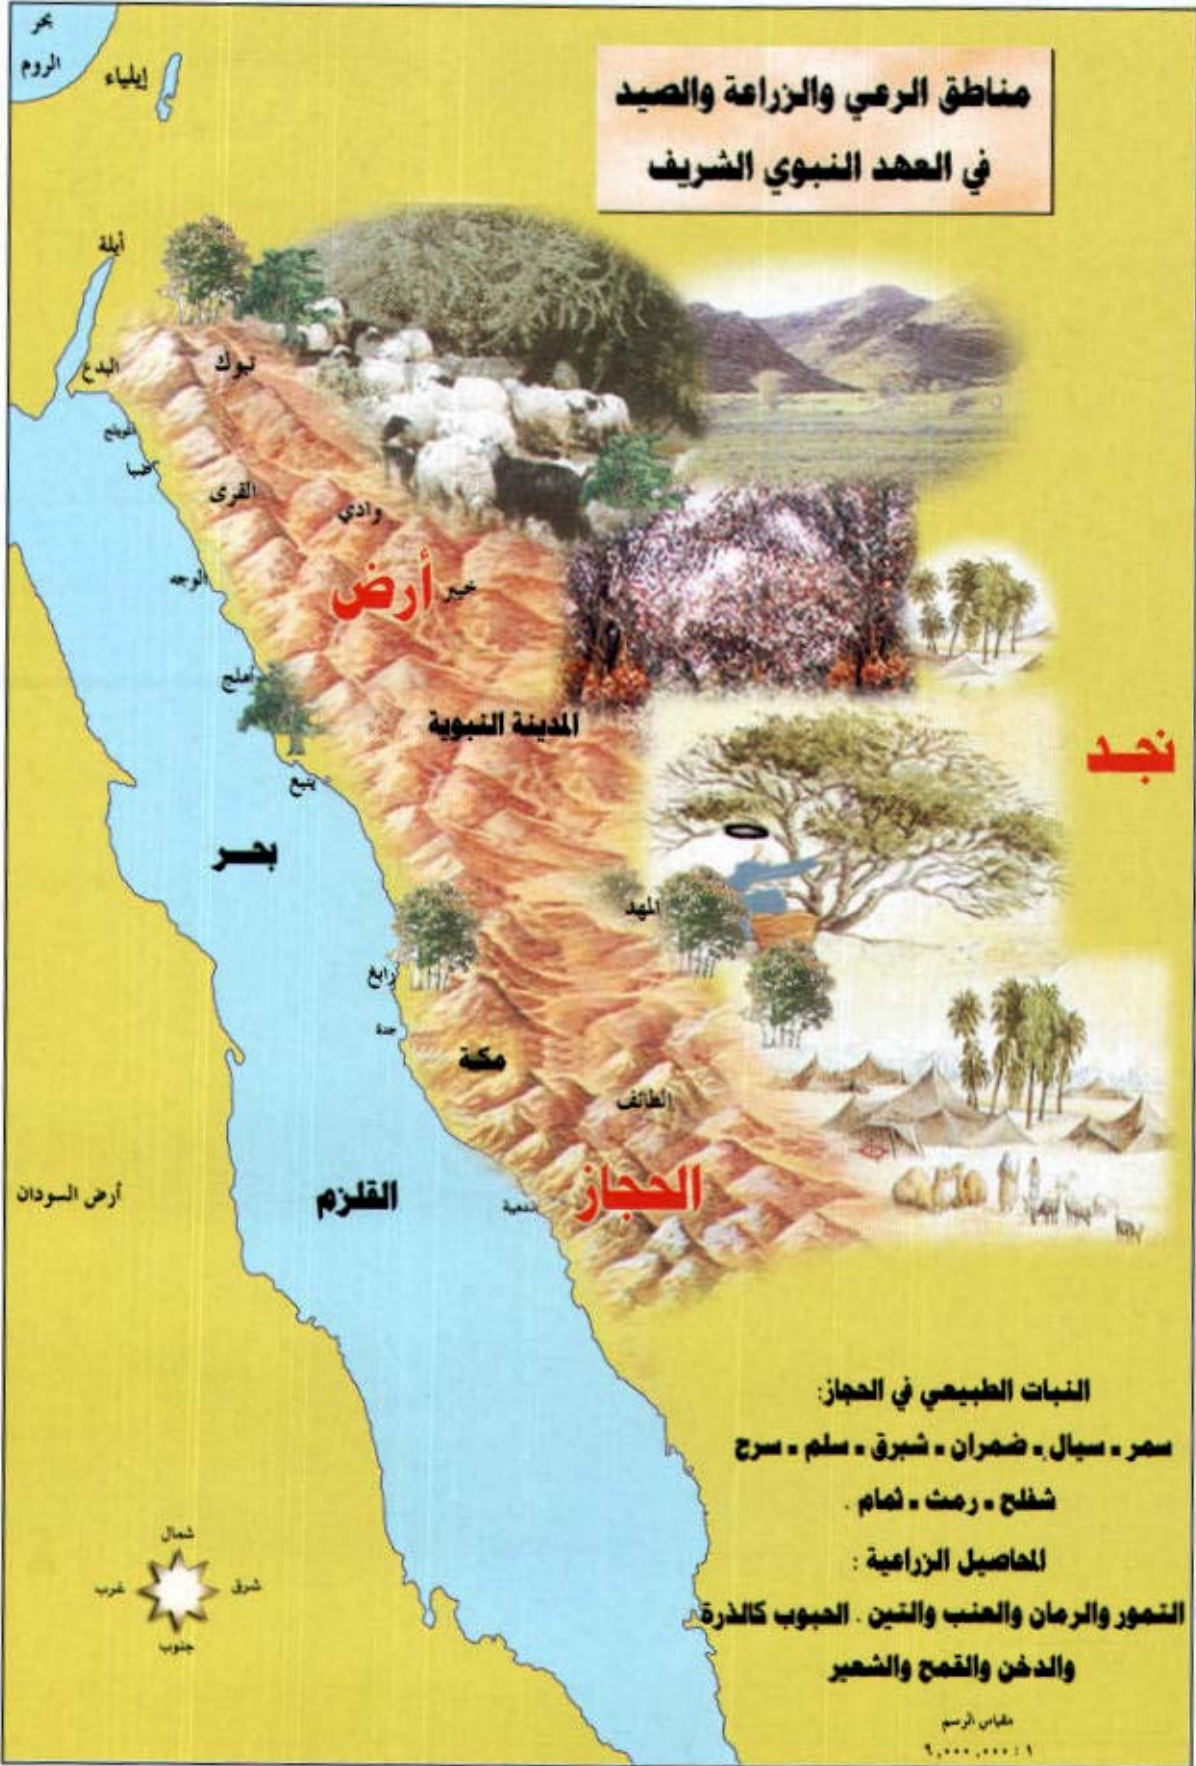 مناطق الرعي والزراعة والصيد
في العهد النبوي الشريف
بحر
الروم
إيلياء
أيلة
البدع
تبوك
المويلح
ضبا
القرى
وادي
الوجه
أرض
خيبر
أملج
المدينة النبوية
نجد
ينبع
بحر
المهد
رابغ
جدة
مكة
الطائف
أرض السودان
القلزم
الحجاز
النبات الطبيعي في الحجاز:
سمر - سيال - ضمران - شبرق - سلم - سرح
شفلح - رمث - ثمام .
المحاصيل الزراعية :
التمور والرمان والعنب والتين . الحبوب كالذرة
والدخن والقمح والشعير
شمال
شرق
غرب
جنوب
مقياس الرسم